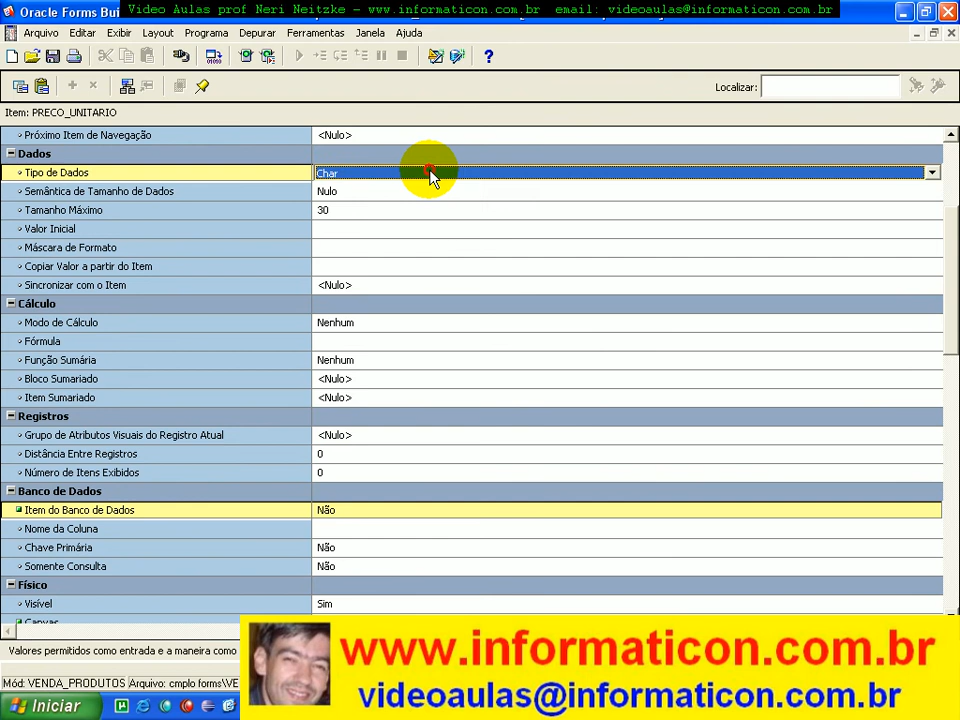 Oracle Forms Bui
Video Aulas prof Neri Neitzke - www.informaticon.com.br email: videoaulas@informaticon.com.br
Arquivo Editar Exibir Layout Programa Depurar Ferramentas Janela Ajuda
Localizar:
Item: PRECO_UNITARIO
Próximo Item de Navegação <Nulo>
Dados
Tipo de Dados Char
Semântica de Tamanho de Dados Nulo
Tamanho Máximo 30
Valor Inicial
Máscara de Formato
Copiar Valor a partir do Item
Sincronizar com o Item <Nulo>
Cálculo
Modo de Cálculo Nenhum
Fórmula
Função Sumária Nenhum
Bloco Sumariado <Nulo>
Item Sumariado <Nulo>
Registros
Grupo de Atributos Visuais do Registro Atual <Nulo>
Distância Entre Registros 0
Número de Itens Exibidos 0
Banco de Dados
Item do Banco de Dados Não
Nome da Coluna
Chave Primária Não
Somente Consulta Não
Físico
Visível Sim
Canvas
Valores permitidos como entrada e a maneira como
Mód: VENDA_PRODUTOS Arquivo: cmplo forms\VE
Iniciar
www.informaticon.com.br
videoaulas@informaticon.com.br